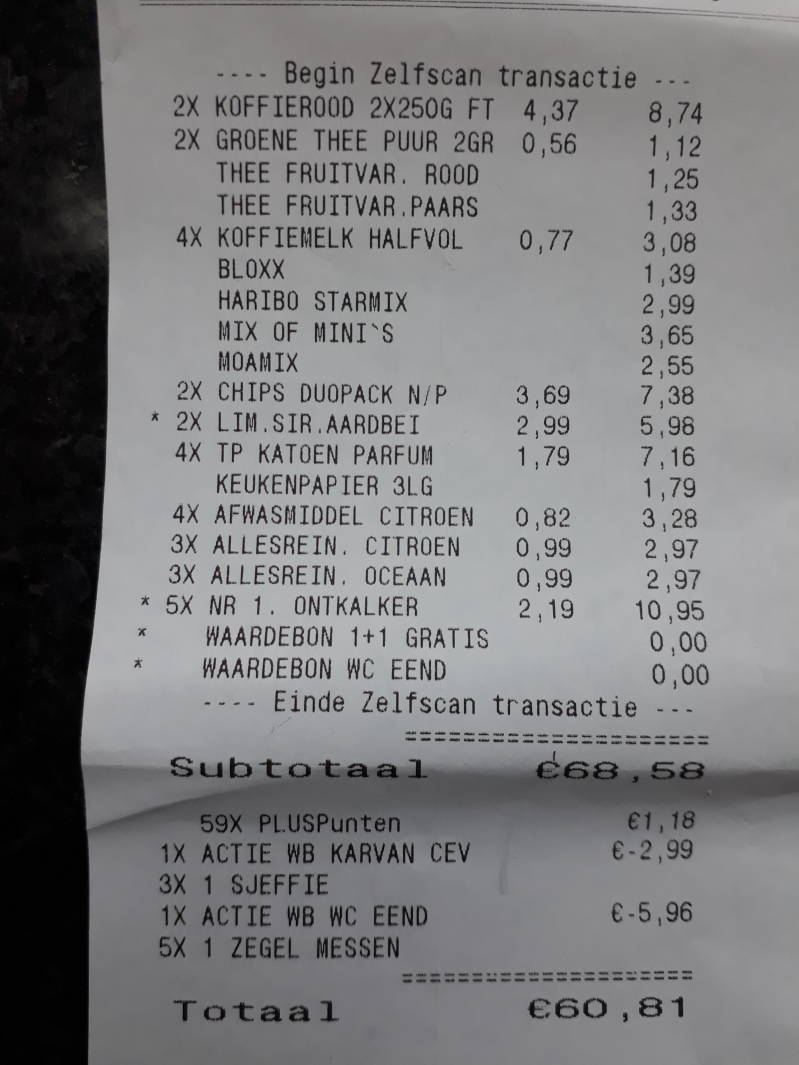 ---- Begin Zelfscan transactie ---
2X KOFFIEROOD 2X250G FT 4,37 8,74
2X GROENE THEE PUUR 2GR 0,56 1,12
THEE FRUITVAR. ROOD 1,25
THEE FRUITVAR.PAARS 1,33
4X KOFFIEMELK HALFVOL 0,77 3,08
BLOXX 1,39
HARIBO STARMIX 2,99
MIX OF MINI`S 3,65
MOAMIX 2,55
2X CHIPS DUOPACK N/P 3,69 7,38
* 2X LIM.SIR.AARDBEI 2,99 5,98
4X TP KATOEN PARFUM 1,79 7,16
KEUKENPAPIER 3LG 1,79
4X AFWASMIDDEL CITROEN 0,82 3,28
3X ALLESREIN. CITROEN 0,99 2,97
3X ALLESREIN. OCEAAN 0,99 2,97
* 5X NR 1. ONTKALKER 2,19 10,95
* WAARDEBON 1+1 GRATIS 0,00
* WAARDEBON WC EEND 0,00
---- Einde Zelfscan transactie ---
=====================
Subtotaal €68,58
59X PLUSPunten €1,18
1X ACTIE WB KARVAN CEV €-2,99
3X 1 SJEFFIE
1X ACTIE WB WC EEND €-5,96
5X 1 ZEGEL MESSEN
=====================
Totaal €60,81